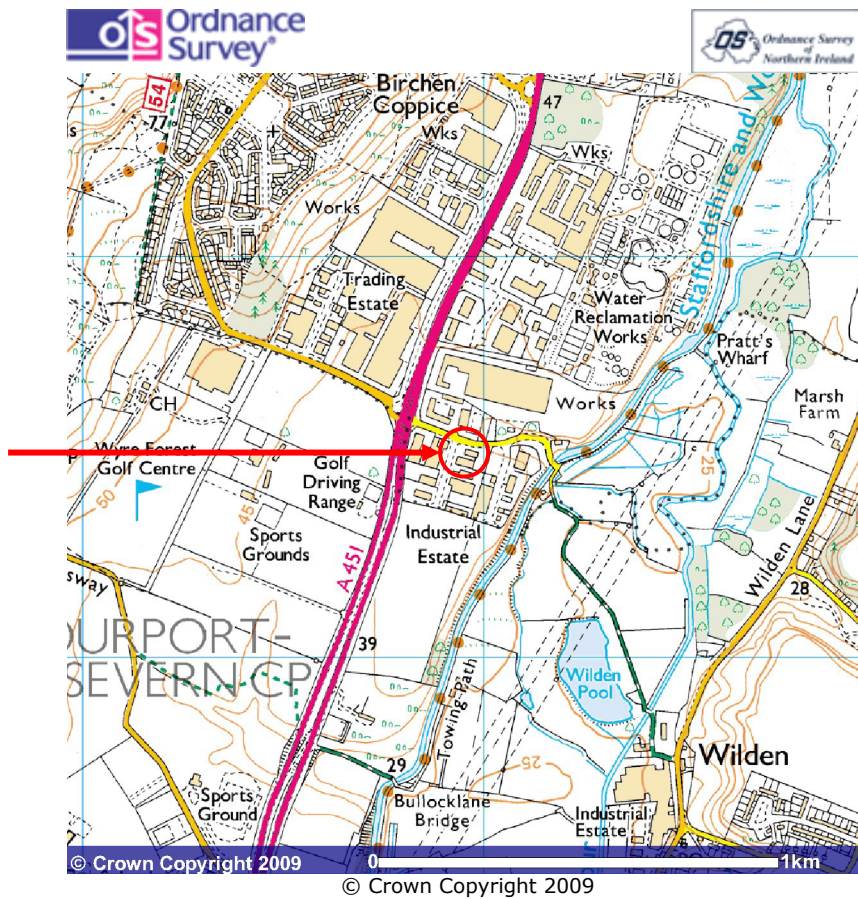 Ordnance
Survey®
OS Ordnance Survey
of
Northern Ireland
54
77
Birchen
Coppice
47
Wks
Wks
Works
Staffordshire and Wo
Trading
Estate
Water
Reclamation
Works
Pratt's
Wharf
Marsh
Farm
CH
Works
Wyre Forest
Golf Centre
50
45
Golf
Driving
Range
25
Sports
Grounds
Industrial
Estate
Wilden Lane
A 451
28
sway
OURPORT-
SEVERN CP
39
Towing Path
Wilden
Pool
29
25
Wilden
Sports
Ground
Bullocklane
Bridge
Industrial
Estate
our
© Crown Copyright 2009
0
1km
© Crown Copyright 2009